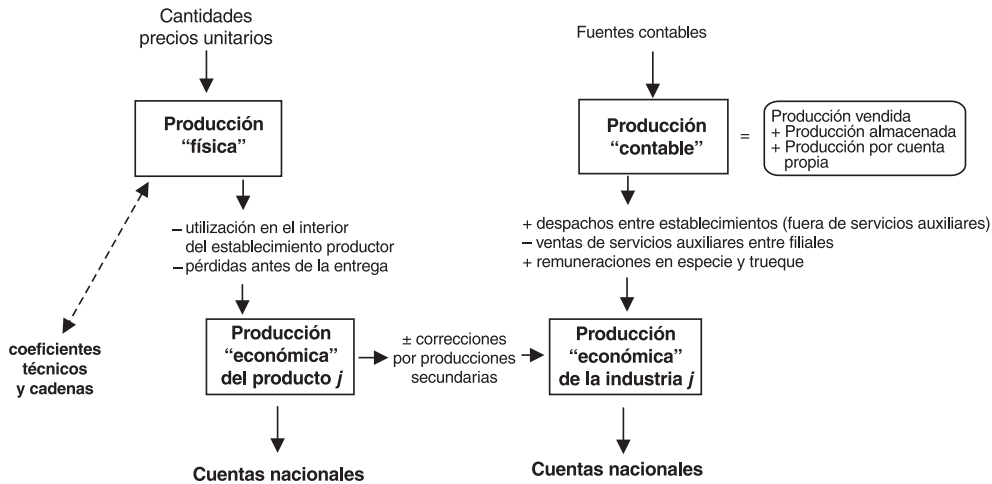 Cantidades
precios unitarios
Producción
“física”
– utilización en el interior
del establecimiento productor
– pérdidas antes de la entrega
coeficientes
técnicos
y cadenas
Producción
“económica”
del producto j
Cuentas nacionales
± correcciones
por producciones
secundarias
Fuentes contables
Producción
“contable”
=
Producción vendida
+ Producción almacenada
+ Producción por cuenta
propia
+ despachos entre establecimientos (fuera de servicios auxiliares)
– ventas de servicios auxiliares entre filiales
+ remuneraciones en especie y trueque
Producción
“económica”
de la industria j
Cuentas nacionales